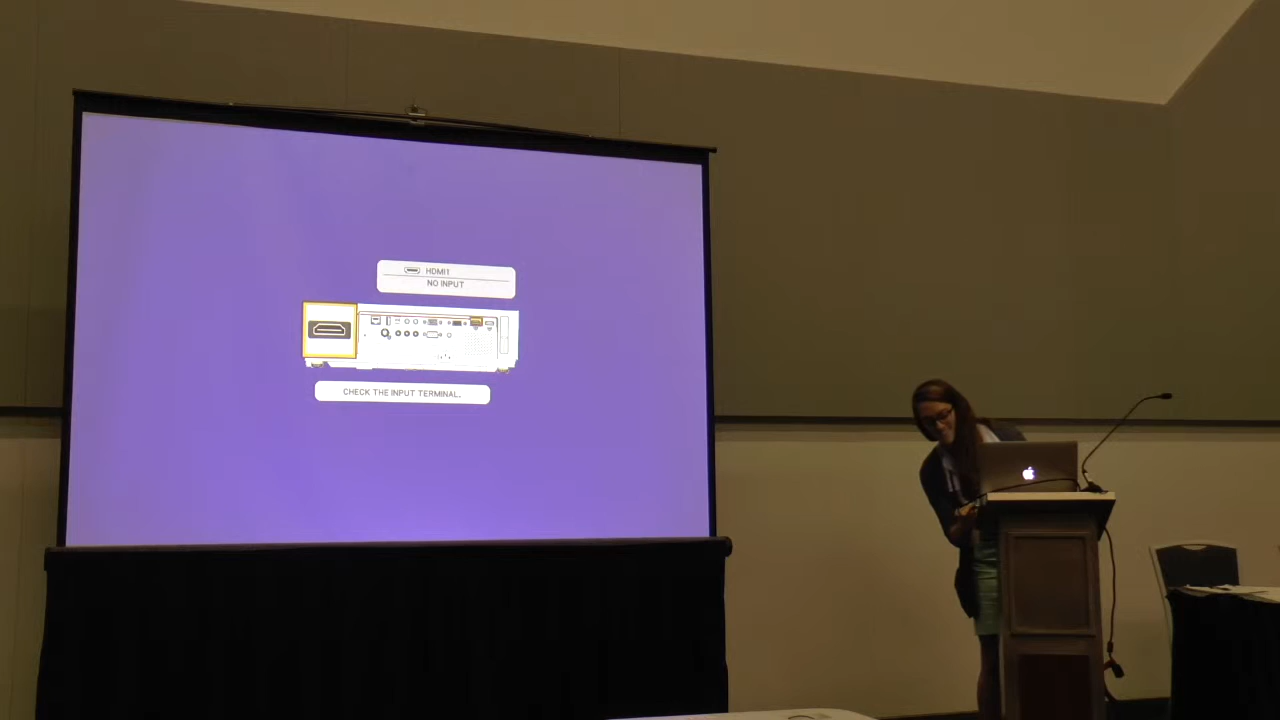 HDMI1
NO INPUT
CHECK THE INPUT TERMINAL.